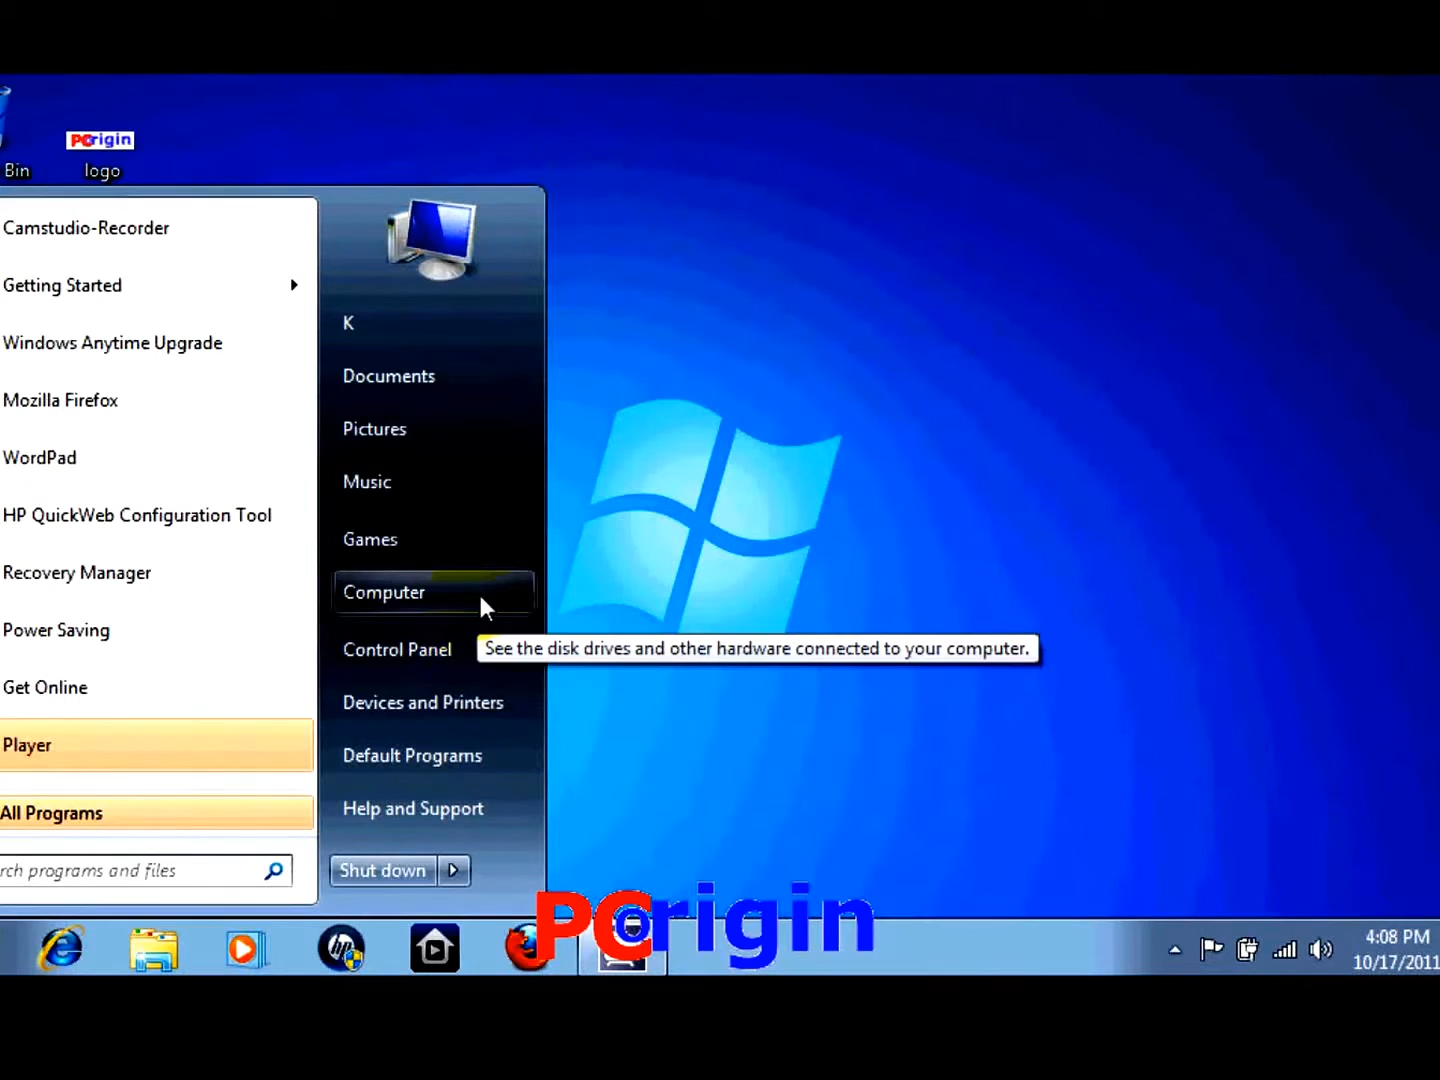 PCorigin
Bin
logo
Camstudio-Recorder
Getting Started
Windows Anytime Upgrade
Mozilla Firefox
WordPad
HP QuickWeb Configuration Tool
Recovery Manager
Power Saving
Get Online
Player
All Programs
rch programs and files
K
Documents
Pictures
Music
Games
Computer
See the disk drives and other hardware connected to your computer.
Control Panel
Devices and Printers
Default Programs
Help and Support
Shut down
PCorigin
hp
4:08 PM
10/17/2011